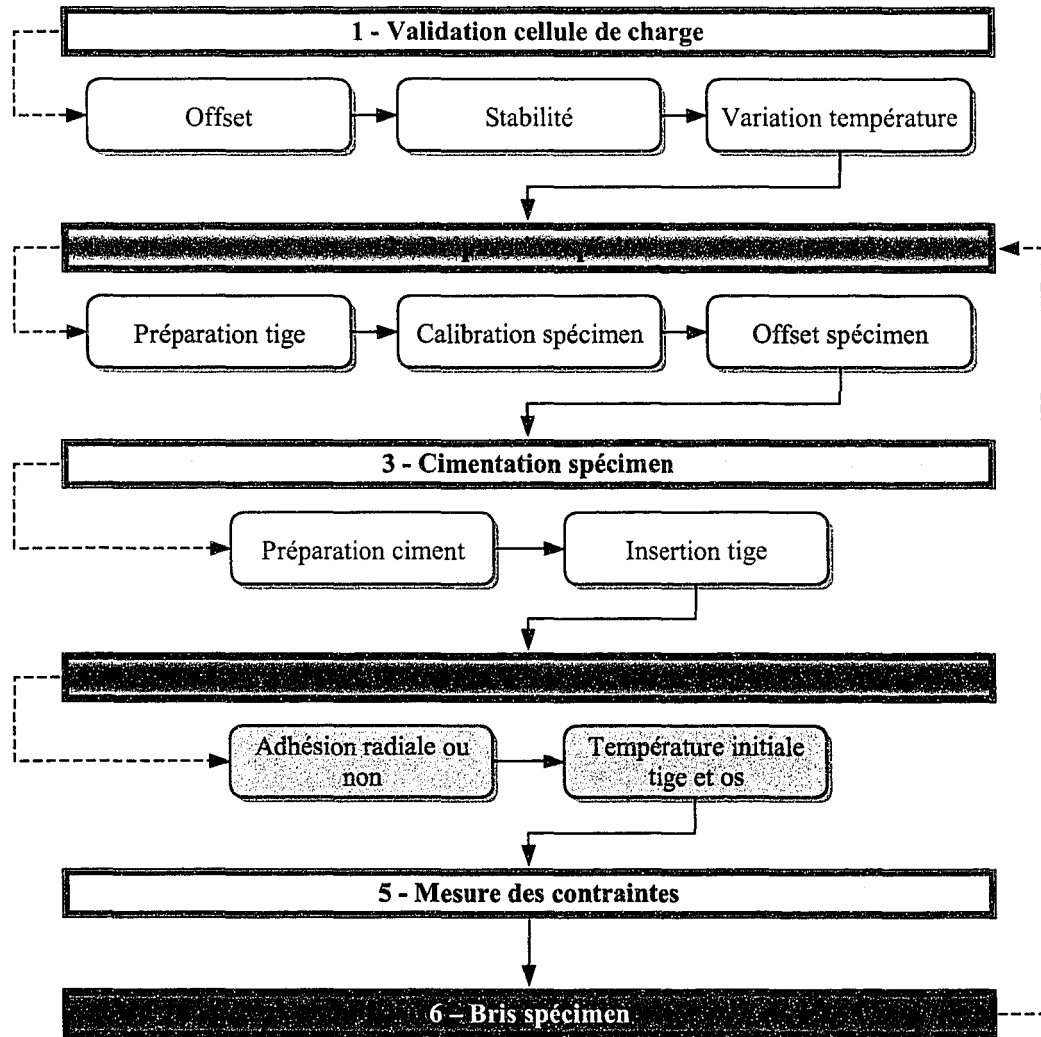 1 - Validation cellule de charge
Offset
Stabilité
Variation température
Préparation tige
Calibration spécimen
Offset spécimen
3 - Cimentation spécimen
Préparation ciment
Insertion tige
Adhésion radiale ou
non
Température initiale
tige et os
5 - Mesure des contraintes
6 – Bris spécimen